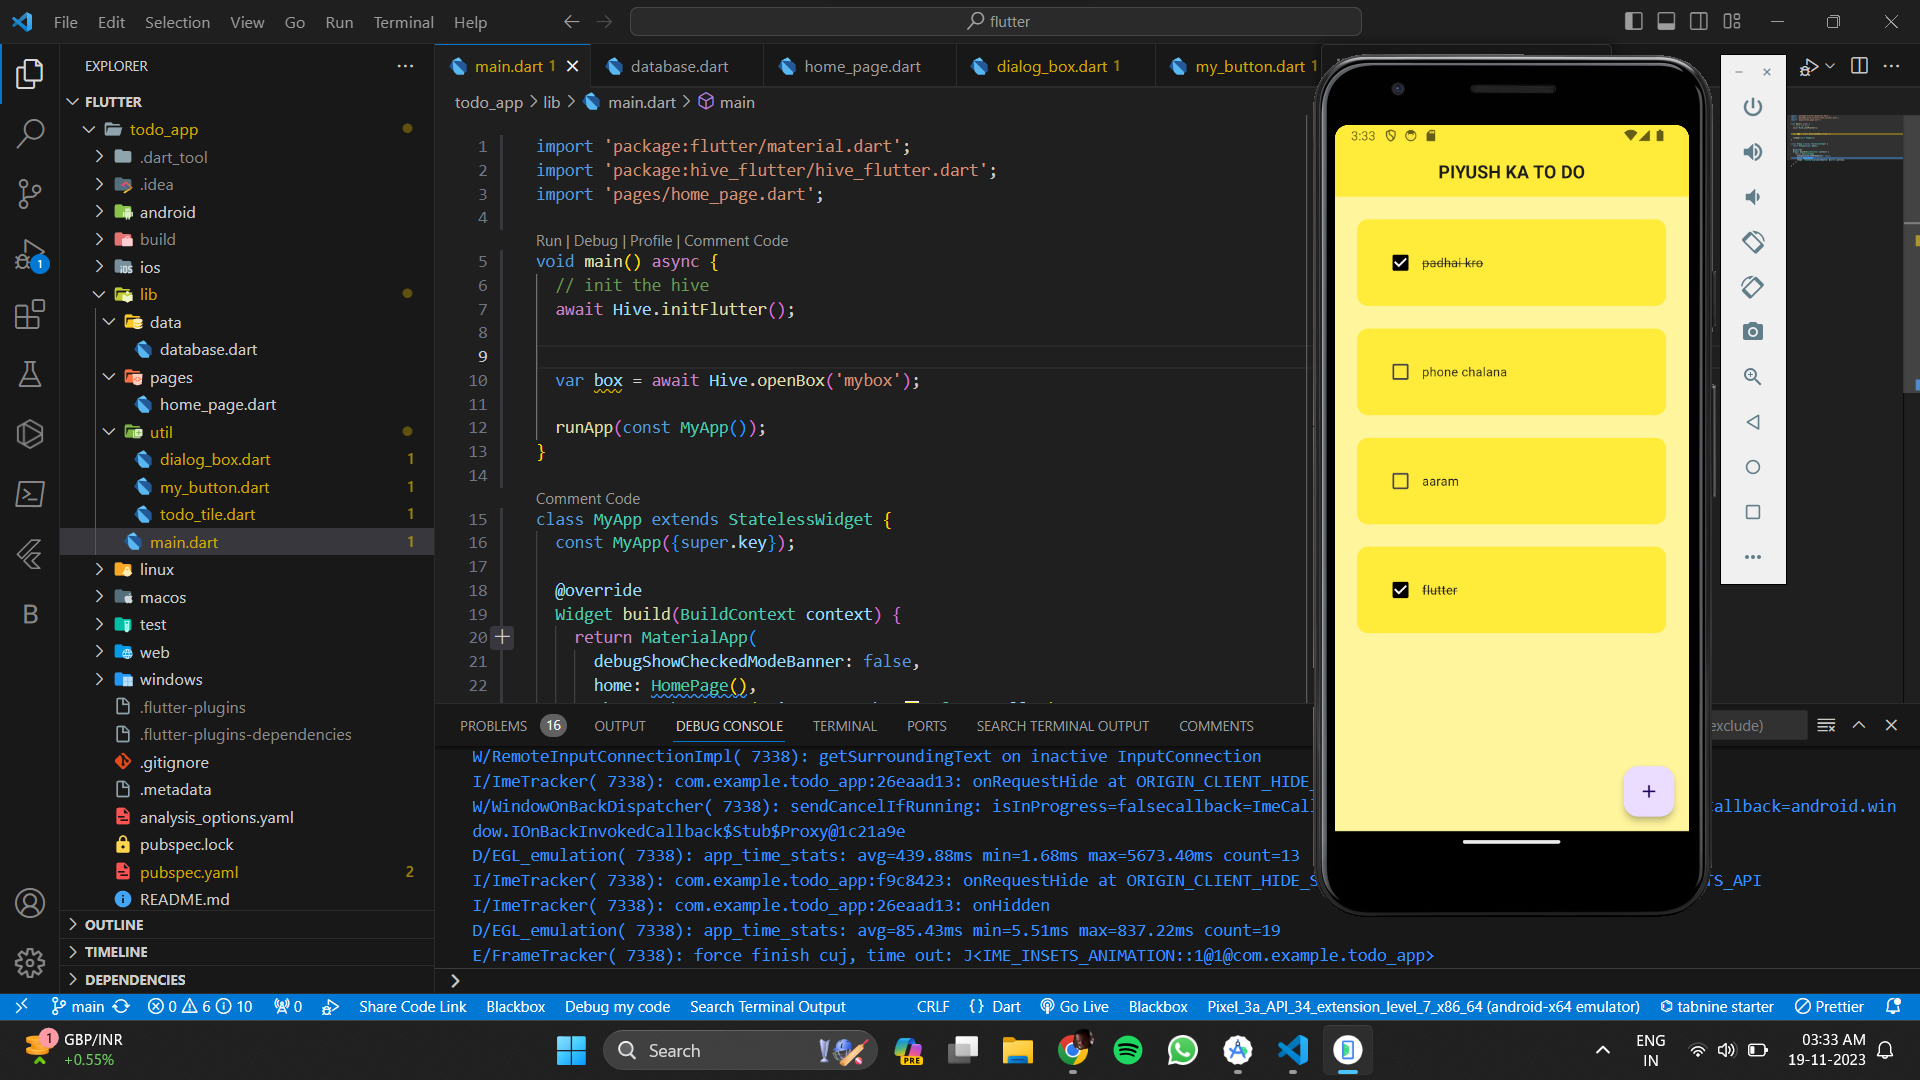 File Edit Selection View Go Run Terminal Help
flutter
EXPLORER
main.dart 1
database.dart
home_page.dart
dialog_box.dart 1
my_button.dart 1
todo_app > lib > main.dart > main
FLUTTER
todo_app
.dart_tool
.idea
android
build
ios
lib
data
database.dart
pages
home_page.dart
util
dialog_box.dart 1
my_button.dart 1
todo_tile.dart 1
main.dart 1
linux
macos
test
web
windows
.flutter-plugins
.flutter-plugins-dependencies
.gitignore
.metadata
analysis_options.yaml
pubspec.lock
pubspec.yaml 2
README.md
OUTLINE
TIMELINE
DEPENDENCIES
1 import 'package:flutter/material.dart';
2 import 'package:hive_flutter/hive_flutter.dart';
3 import 'pages/home_page.dart';
4
Run | Debug | Profile | Comment Code
5 void main() async {
6 // init the hive
7 await Hive.initFlutter();
8
9
10 var box = await Hive.openBox('mybox');
11
12 runApp(const MyApp());
13 }
14
Comment Code
15 class MyApp extends StatelessWidget {
16 const MyApp({super.key});
17
18 @override
19 Widget build(BuildContext context) {
20 return MaterialApp(
21 debugShowCheckedModeBanner: false,
22 home: HomePage(),
3:33
PIYUSH KA TO DO
padhai kro
phone chalana
aaram
flutter
+
PROBLEMS 16 OUTPUT DEBUG CONSOLE TERMINAL PORTS SEARCH TERMINAL OUTPUT COMMENTS
exclude)
W/RemoteInputConnectionImpl( 7338): getSurroundingText on inactive InputConnection
I/ImeTracker( 7338): com.example.todo_app:26eaad13: onRequestHide at ORIGIN_CLIENT_HIDE_
W/WindowOnBackDispatcher( 7338): sendCancelIfRunning: isInProgress=falsecallback=ImeCal allback=android.win
dow.IOnBackInvokedCallback$Stub$Proxy@1c21a9e
D/EGL_emulation( 7338): app_time_stats: avg=439.88ms min=1.68ms max=5673.40ms count=13
I/ImeTracker( 7338): com.example.todo_app:f9c8423: onRequestHide at ORIGIN_CLIENT_HIDE_S TS_API
I/ImeTracker( 7338): com.example.todo_app:26eaad13: onHidden
D/EGL_emulation( 7338): app_time_stats: avg=85.43ms min=5.51ms max=837.22ms count=19
E/FrameTracker( 7338): force finish cuj, time out: J<IME_INSETS_ANIMATION::1@1@com.example.todo_app>
main 0 6 10 0 Share Code Link Blackbox Debug my code Search Terminal Output CRLF {} Dart Go Live Blackbox Pixel_3a_API_34_extension_level_7_x86_64 (android-x64 emulator) tabnine starter Prettier
1 GBP/INR
+0.55%
Search
PRE
ENG
IN
03:33 AM
19-11-2023